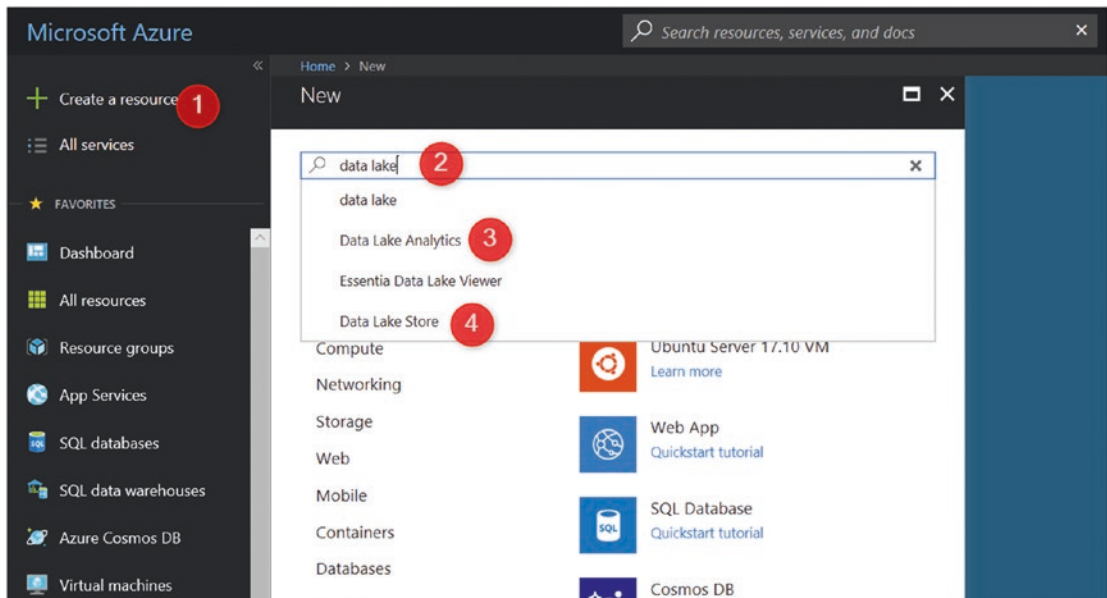 Microsoft Azure
Search resources, services, and docs
Create a resource
1
All services
FAVORITES
Dashboard
All resources
Resource groups
App Services
SQL databases
SQL data warehouses
Azure Cosmos DB
Virtual machines
Home > New
New
data lake
2
data lake
Data Lake Analytics
3
Essentia Data Lake Viewer
Data Lake Store
4
Compute
Networking
Storage
Web
Mobile
Containers
Databases
Ubuntu Server 17.10 VM
Learn more
Web App
Quickstart tutorial
SQL
SQL Database
Quickstart tutorial
Cosmos DB